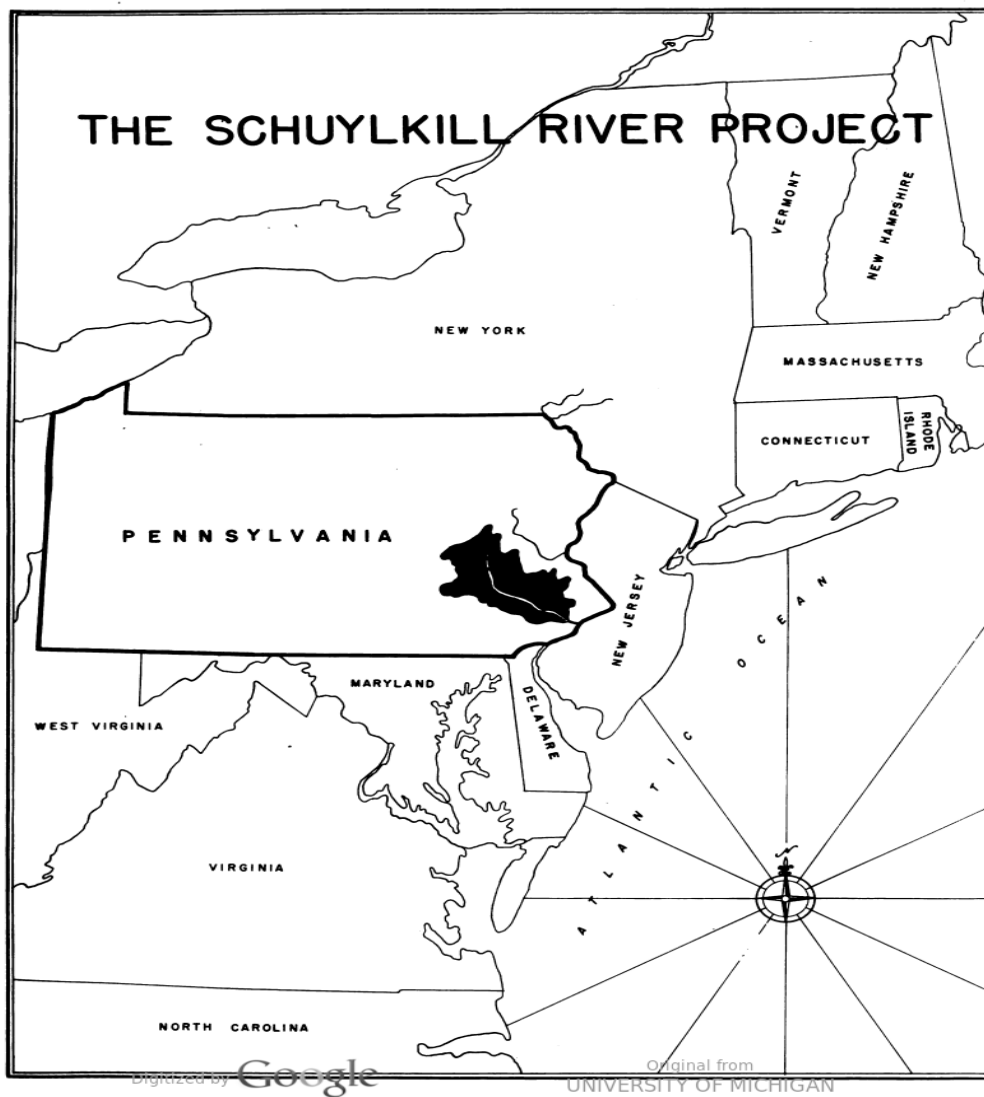 THE SCHUYLKILL RIVER PROJECT
VERMONT
NEW HAMPSHIRE
NEW YORK
MASSACHUSETTS
CONNECTICUT
RHODE
ISLAND
PENNSYLVANIA
NEW JERSEY
ATLANTIC OCEAN
MARYLAND
DELAWARE
WEST VIRGINIA
VIRGINIA
NORTH CAROLINA
Digitized by Google
Original from
UNIVERSITY OF MICHIGAN